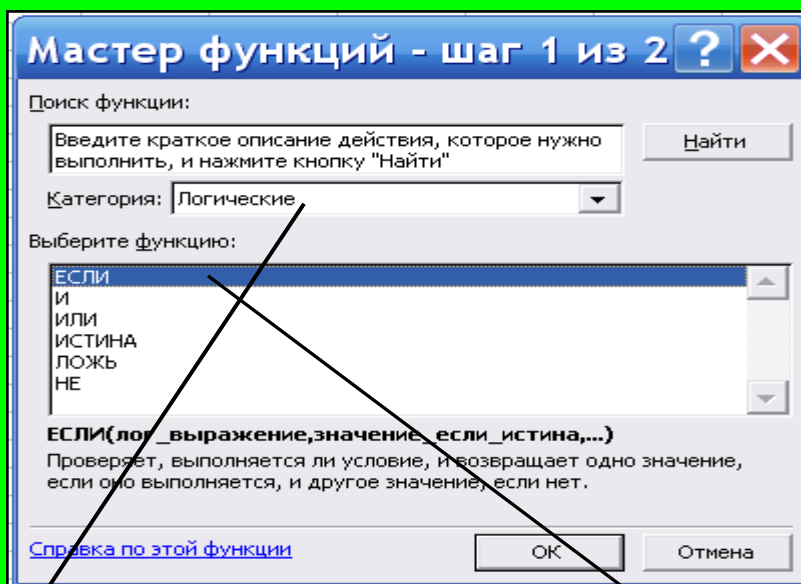 Мастер функций - шаг 1 из 2 ?
Поиск функции:
Введите краткое описание действия, которое нужно
выполнить, и нажмите кнопку "Найти"
Найти
Категория: Логические
Выберите функцию:
ЕСЛИ
И
ИЛИ
ИСТИНА
ЛОЖЬ
НЕ
ЕСЛИ(лог_выражение,значение_если_истина,...)
Проверяет, выполняется ли условие, и возвращает одно значение,
если оно выполняется, и другое значение, если нет.
Справка по этой функции
ОК
Отмена